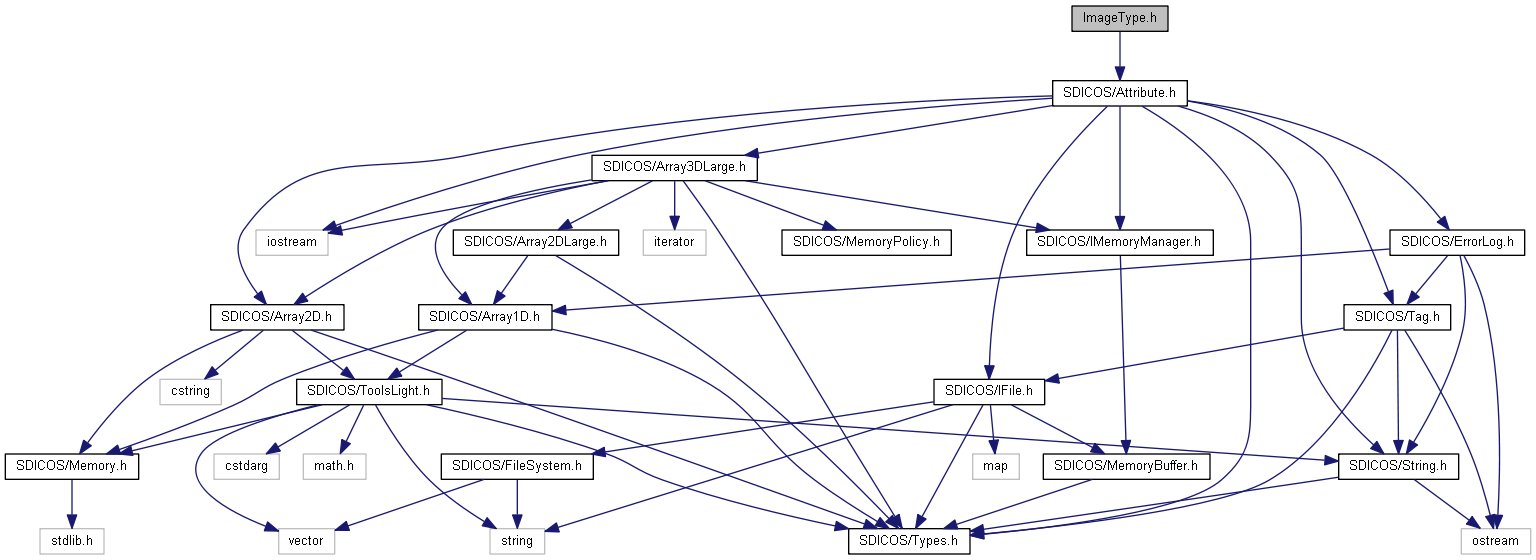 ImageType.h
SDICOS/Attribute.h
SDICOS/Array3DLarge.h
iostream
SDICOS/Array2DLarge.h
iterator
SDICOS/MemoryPolicy.h
SDICOS/IMemoryManager.h
SDICOS/ErrorLog.h
SDICOS/Array2D.h
SDICOS/Array1D.h
SDICOS/Tag.h
cstring
SDICOS/ToolsLight.h
SDICOS/IFile.h
SDICOS/Memory.h
cstdarg
math.h
SDICOS/FileSystem.h
map
SDICOS/MemoryBuffer.h
SDICOS/String.h
stdlib.h
vector
string
SDICOS/Types.h
ostream